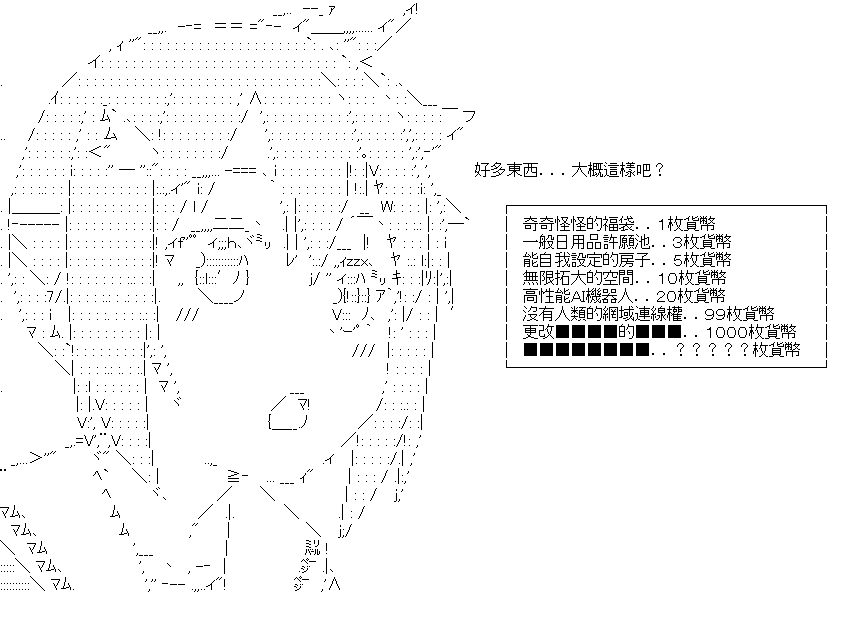 好多東西...大概這樣吧？
奇奇怪怪的福袋..1枚貨幣
一般日用品許願池..3枚貨幣
能自我設定的房子..5枚貨幣
無限拓大的空間..10枚貨幣
高性能AI機器人..20枚貨幣
沒有人類的網域連線權..99枚貨幣
更改■■■■的■■■..1000枚貨幣
■■■■■■■■..？？？？？枚貨幣